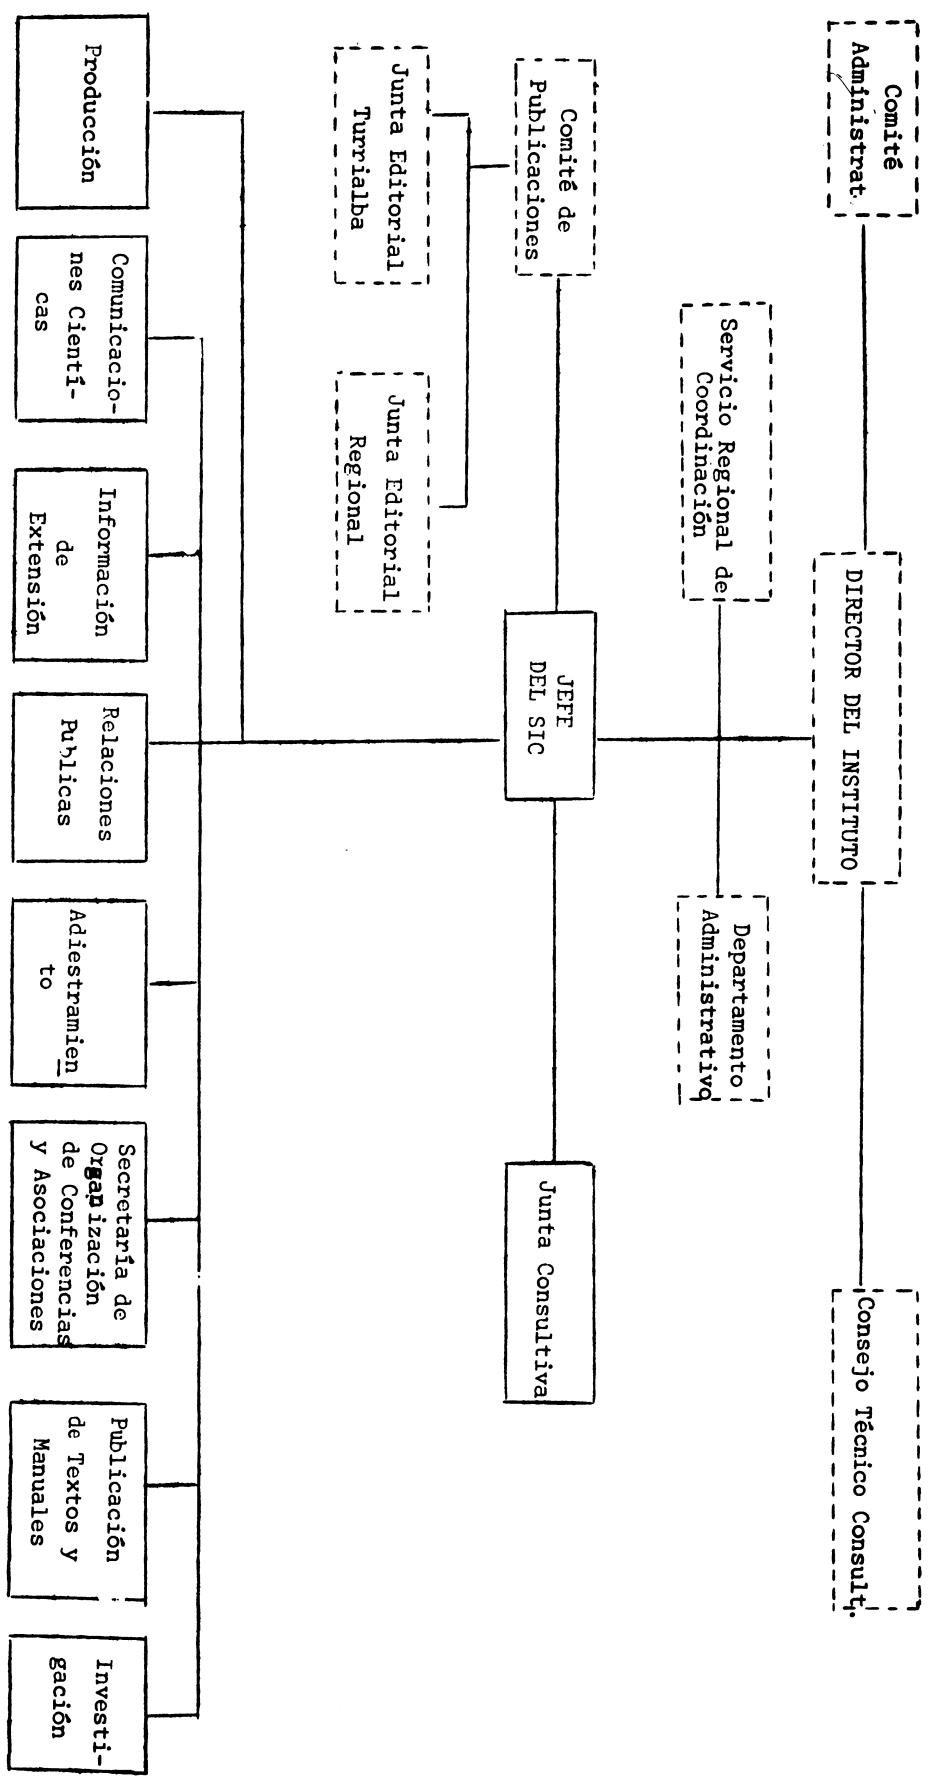 Comité
Administrat.
DIRECTOR DEL INSTITUTO
Consejo Técnico Consult.
Servicio Regional de
Coordinación
Departamento
Administrativo
Comité de
Publicaciones
JEFF
DEL SIC
Junta Consultiva
Junta Editorial
Turrialba
Junta Editorial
Regional
Producción
Comunicacio-
nes Cientí-
cas
Información
de
Extensión
Relaciones
Publicas
Adiestramien
to
Secretaría de
Organización
de Conferencias
y Asociaciones
Publicación
de Textos y
Manuales
Investi-
gación